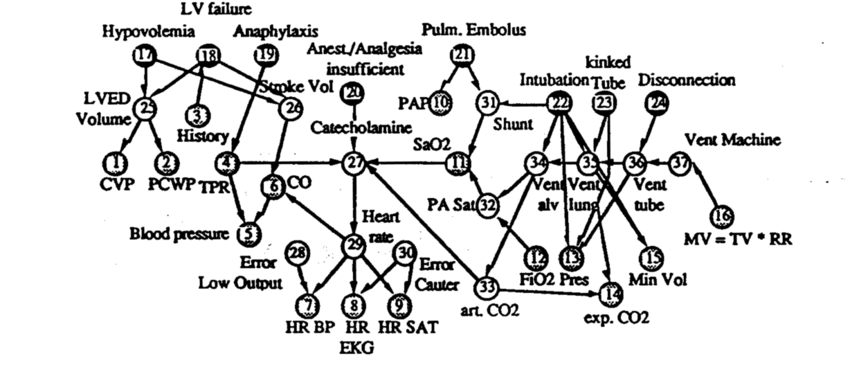 LV failure
Hypovolemia
Anaphylaxis
Pulm. Embolus
17
18
19
Anest./Analgesia
insufficient
21
kinked
Tube
Intubation
Disconnection
Stroke Vol
20
LVED
Volume
25
3
26
PAP
10
31
22
23
24
History
Catecholamine
Shunt
Vent Machine
SaO2
1
2
4
27
11
34
35
36
37
CVP
PCWP
TPR
6
CO
PA Sat
32
Vent
alv
Vent
lung
Vent
tube
16
Heart
rate
MV = TV * RR
Blood pressure
5
Error
Low Output
28
29
30
Error
Cauter
12
13
15
FiO2
Pres
Min Vol
33
14
7
8
9
art. CO2
exp. CO2
HR BP
HR
EKG
HR SAT